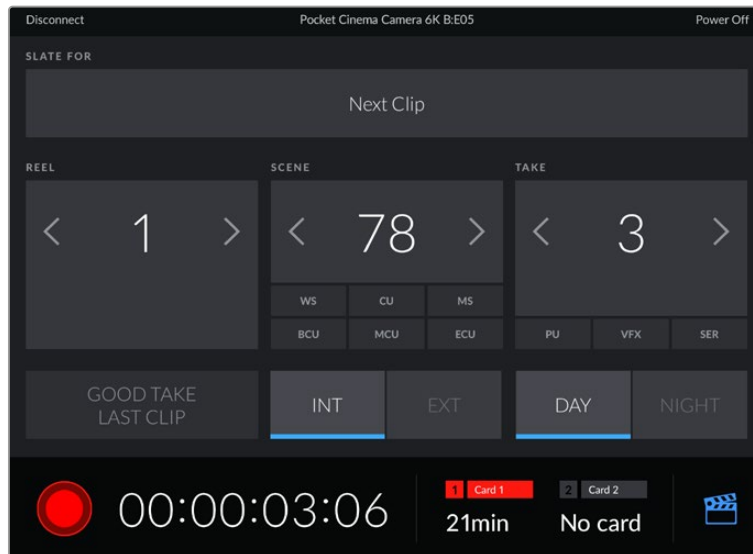 Disconnect Pocket Cinema Camera 6K B:E05 Power Off
SLATE FOR
Next Clip
REEL SCENE TAKE
< 1 > < 78 > < 3 >
WS CU MS
BCU MCU ECU PU VFX SER
GOOD TAKE
LAST CLIP
INT EXT DAY NIGHT
00:00:03:06
1 Card 1 2 Card 2
21min No card